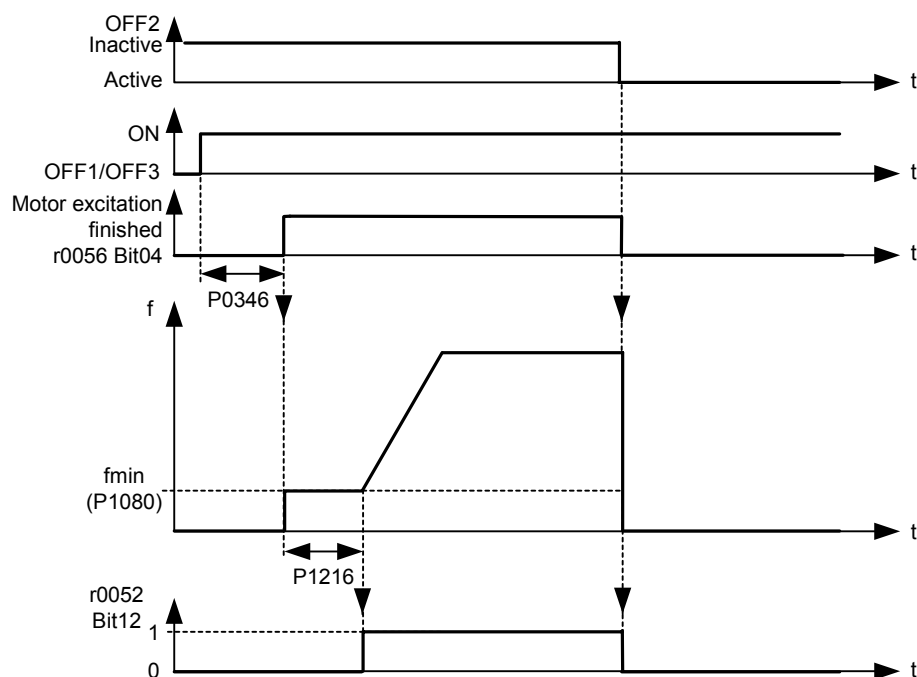 OFF2
Inactive
Active
t
ON
OFF1/OFF3
t
Motor excitation
finished
r0056 Bit04
t
P0346
f
fmin
(P1080)
t
P1216
r0052
Bit12
1
0
t